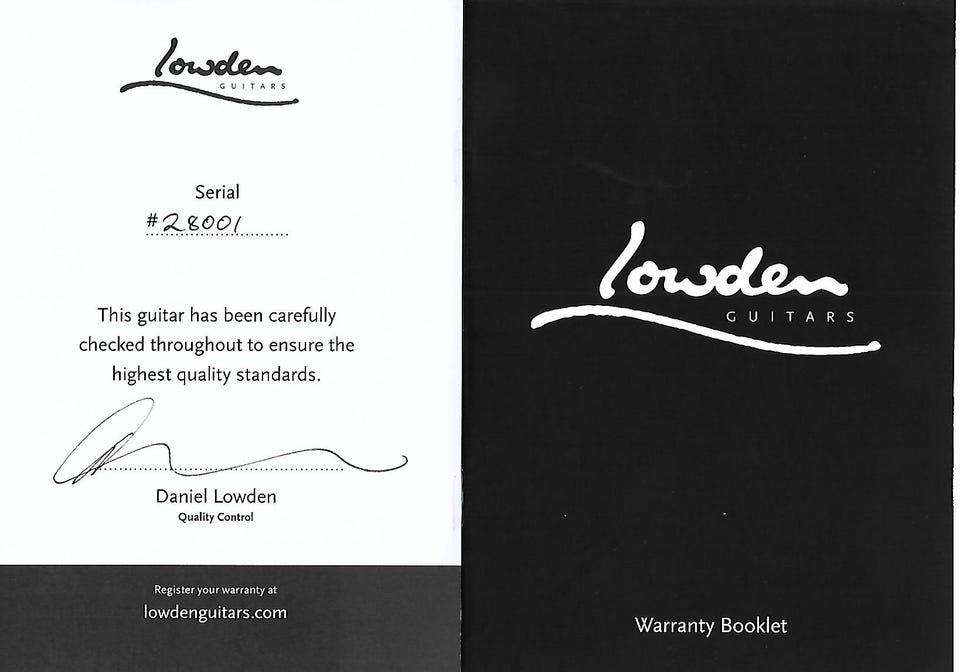 lowden
GUITARS
Serial
#28001
This guitar has been carefully
checked throughout to ensure the
highest quality standards.
Daniel Lowden
Quality Control
Register your warranty at
lowdenguitars.com
lowden
GUITARS
Warranty Booklet